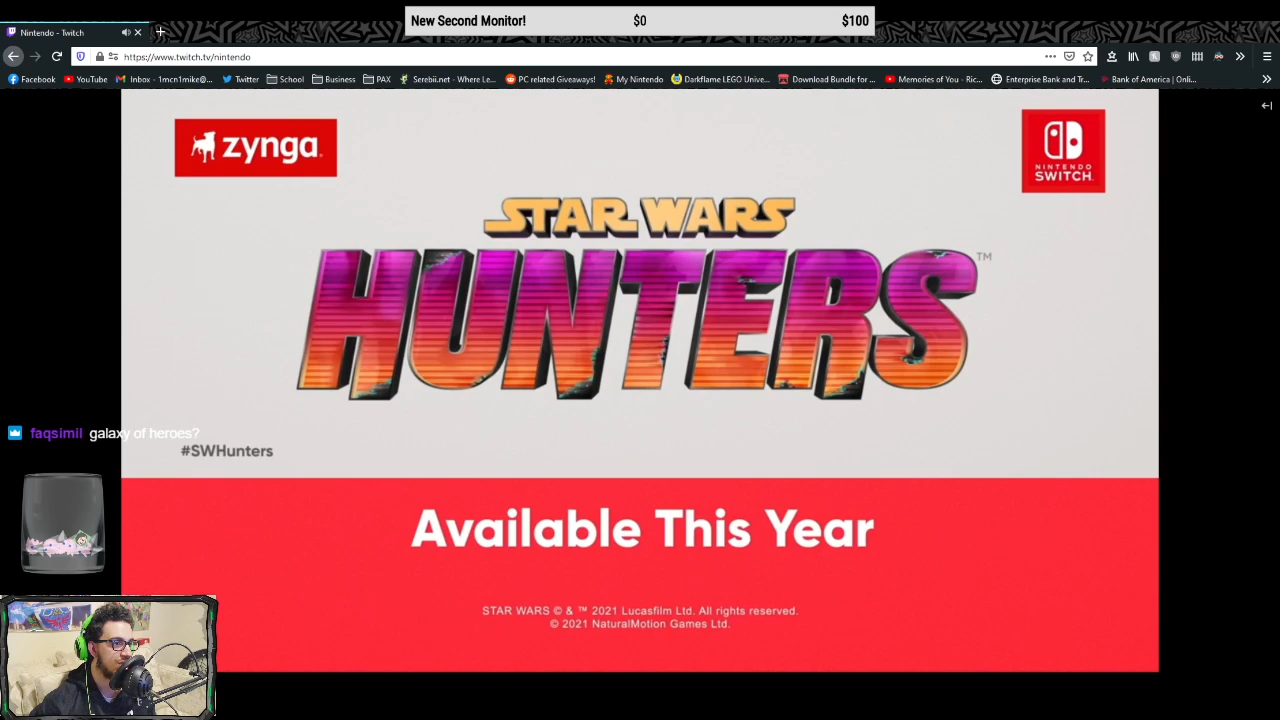 New Second Monitor! $0 $100
Nintendo - Twitch
https://www.twitch.tv/nintendo
Facebook YouTube Inbox - 1mcn1mike@... Twitter School Business PAX Serebii.net - Where Le... PC related Giveaways! My Nintendo Darkflame LEGO Unive... Download Bundle for ... Memories of You - Ric... Enterprise Bank and Tr... Bank of America | Onli...
zynga
NINTENDO
SWITCH
STAR WARS
HUNTERS™
faqsimil galaxy of heroes?
#SWHunters
Available This Year
STAR WARS © & ™ 2021 Lucasfilm Ltd. All rights reserved.
© 2021 NaturalMotion Games Ltd.